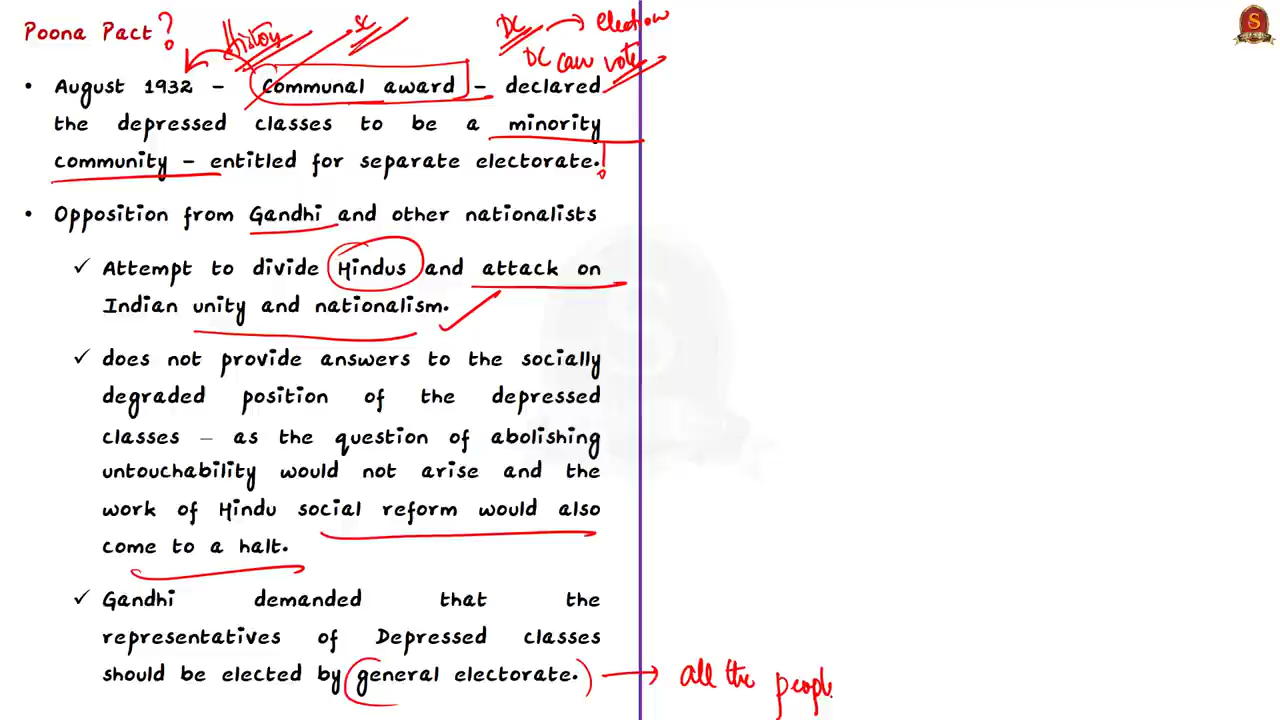 Poona Pact ?
History
SC
DC → election
DC can vote
• August 1932 - Communal award - declared
the depressed classes to be a minority
community - entitled for separate electorate. !
• Opposition from Gandhi and other nationalists
✓ Attempt to divide Hindus and attack on
Indian unity and nationalism.
✓ does not provide answers to the socially
degraded position of the depressed
classes – as the question of abolishing
untouchability would not arise and the
work of Hindu social reform would also
come to a halt.
✓ Gandhi demanded that the
representatives of Depressed classes
should be elected by general electorate. → all the people